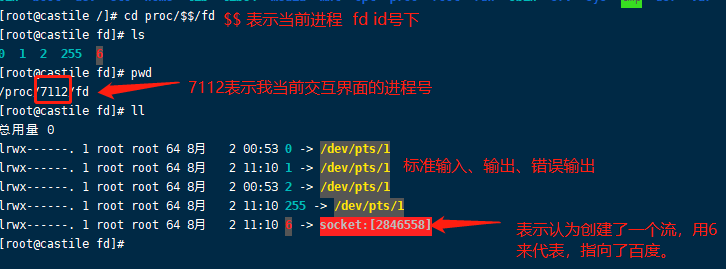 [root@castile /]# cd proc/$$/fd $$ 表示当前进程 fd id号下
[root@castile fd]# ls
0 1 2 255 6
[root@castile fd]# pwd
/proc/7112/fd
7112表示我当前交互界面的进程号
[root@castile fd]# ll
总用量 0
lrwx------. 1 root root 64 8月 2 00:53 0 -> /dev/pts/1
lrwx------. 1 root root 64 8月 2 11:10 1 -> /dev/pts/1
标准输入、输出、错误输出
lrwx------. 1 root root 64 8月 2 00:53 2 -> /dev/pts/1
lrwx------. 1 root root 64 8月 2 11:10 255 -> /dev/pts/1
lrwx------. 1 root root 64 8月 2 11:10 6 -> socket:[2846558]
表示认为创建了一个流，用6
来代表，指向了百度。
[root@castile fd]#